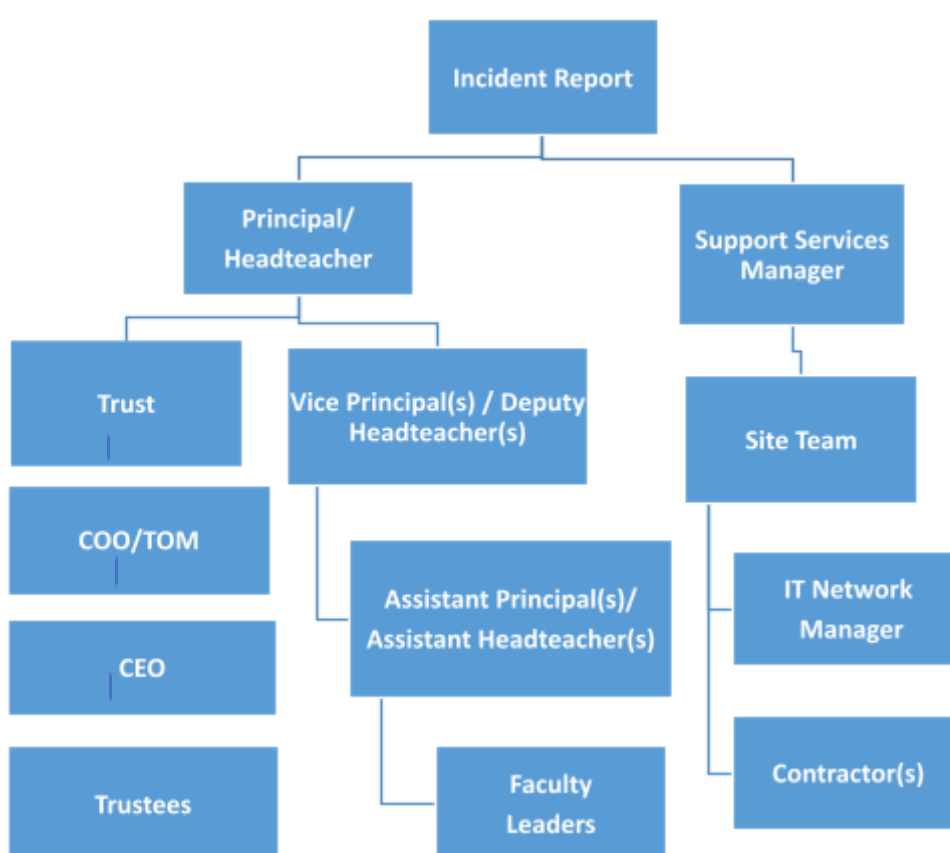 Incident Report
Principal/
Headteacher
Support Services
Manager
Trust
Vice Principal(s) / Deputy
Headteacher(s)
Site Team
COO/TOM
Assistant Principal(s)/
Assistant Headteacher(s)
IT Network
Manager
CEO
Contractor(s)
Trustees
Faculty
Leaders